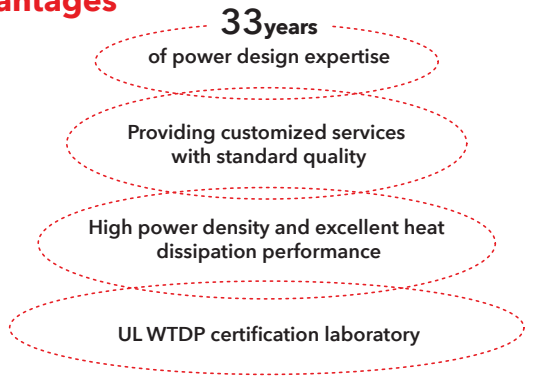 33years
of power design expertise
Providing customized services
with standard quality
High power density and excellent heat
dissipation performance
UL WTDP certification laboratory